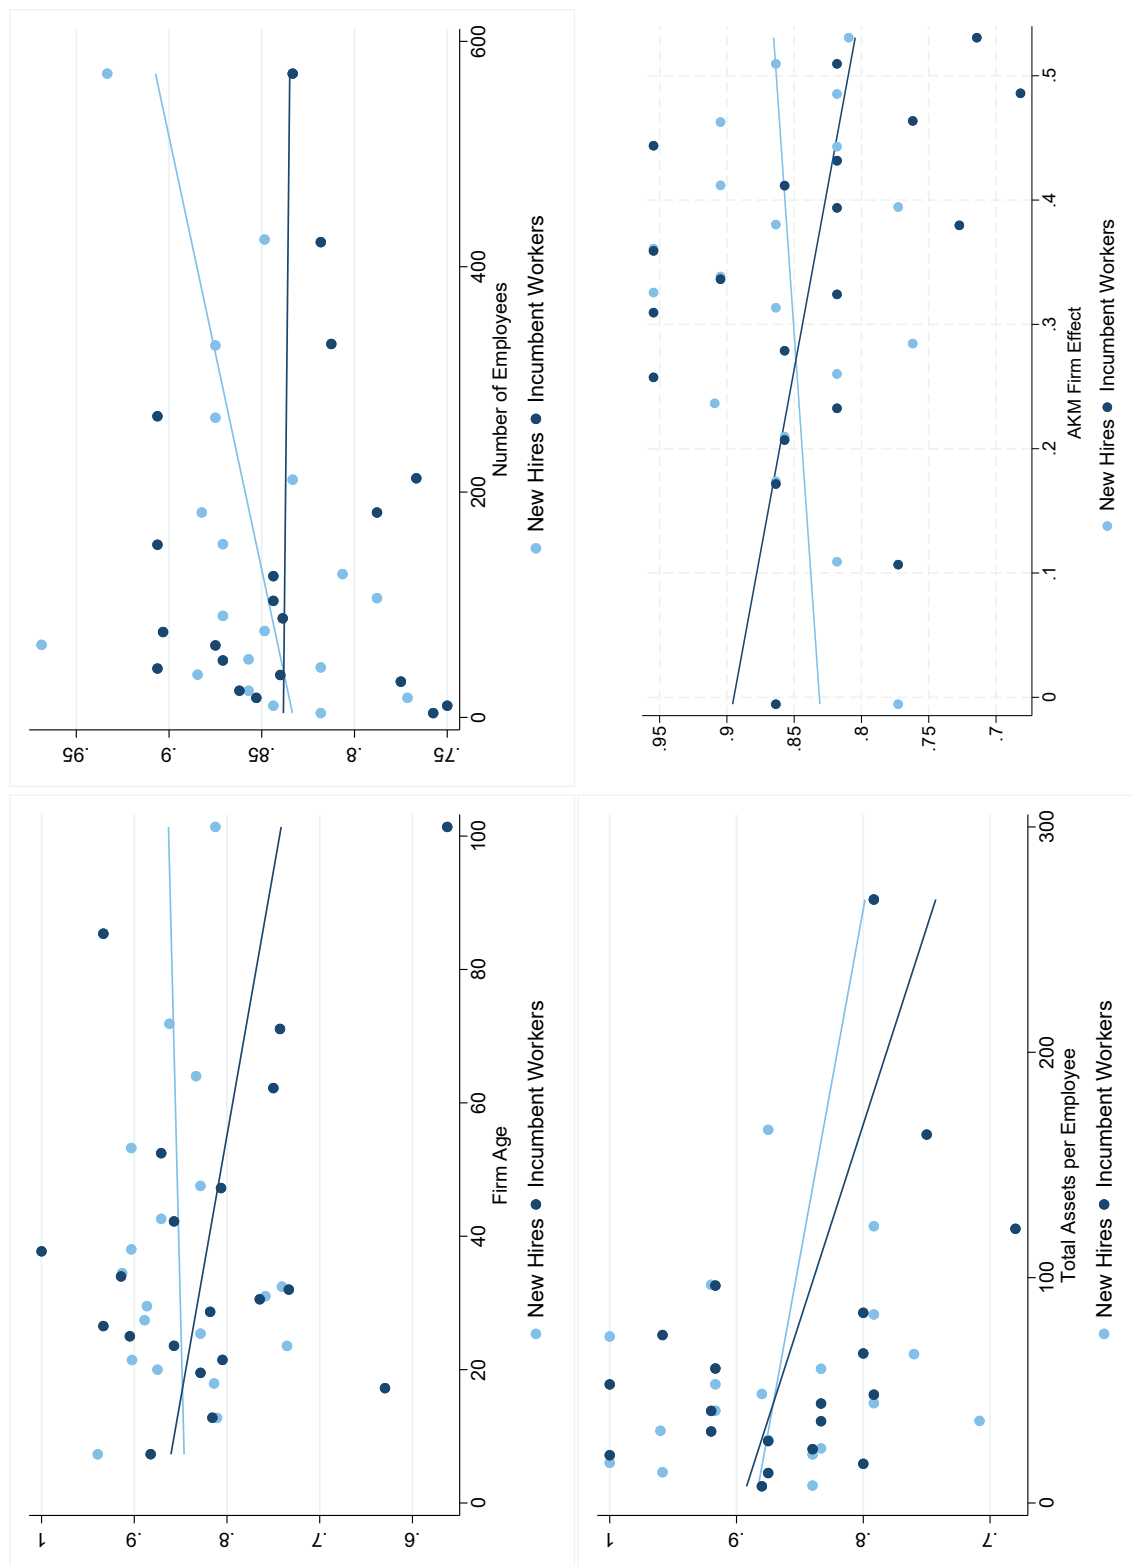 1
.9
.8
.7
.6
0 20 40 60 80 100
Firm Age
New Hires Incumbent Workers
.95
.9
.85
.8
.75
0 200 400 600
Number of Employees
New Hires Incumbent Workers
1
.9
.8
.7
0 100 200 300
Total Assets per Employee
New Hires Incumbent Workers
.95
.9
.85
.8
.75
.7
0 .1 .2 .3 .4 .5
AKM Firm Effect
New Hires Incumbent Workers